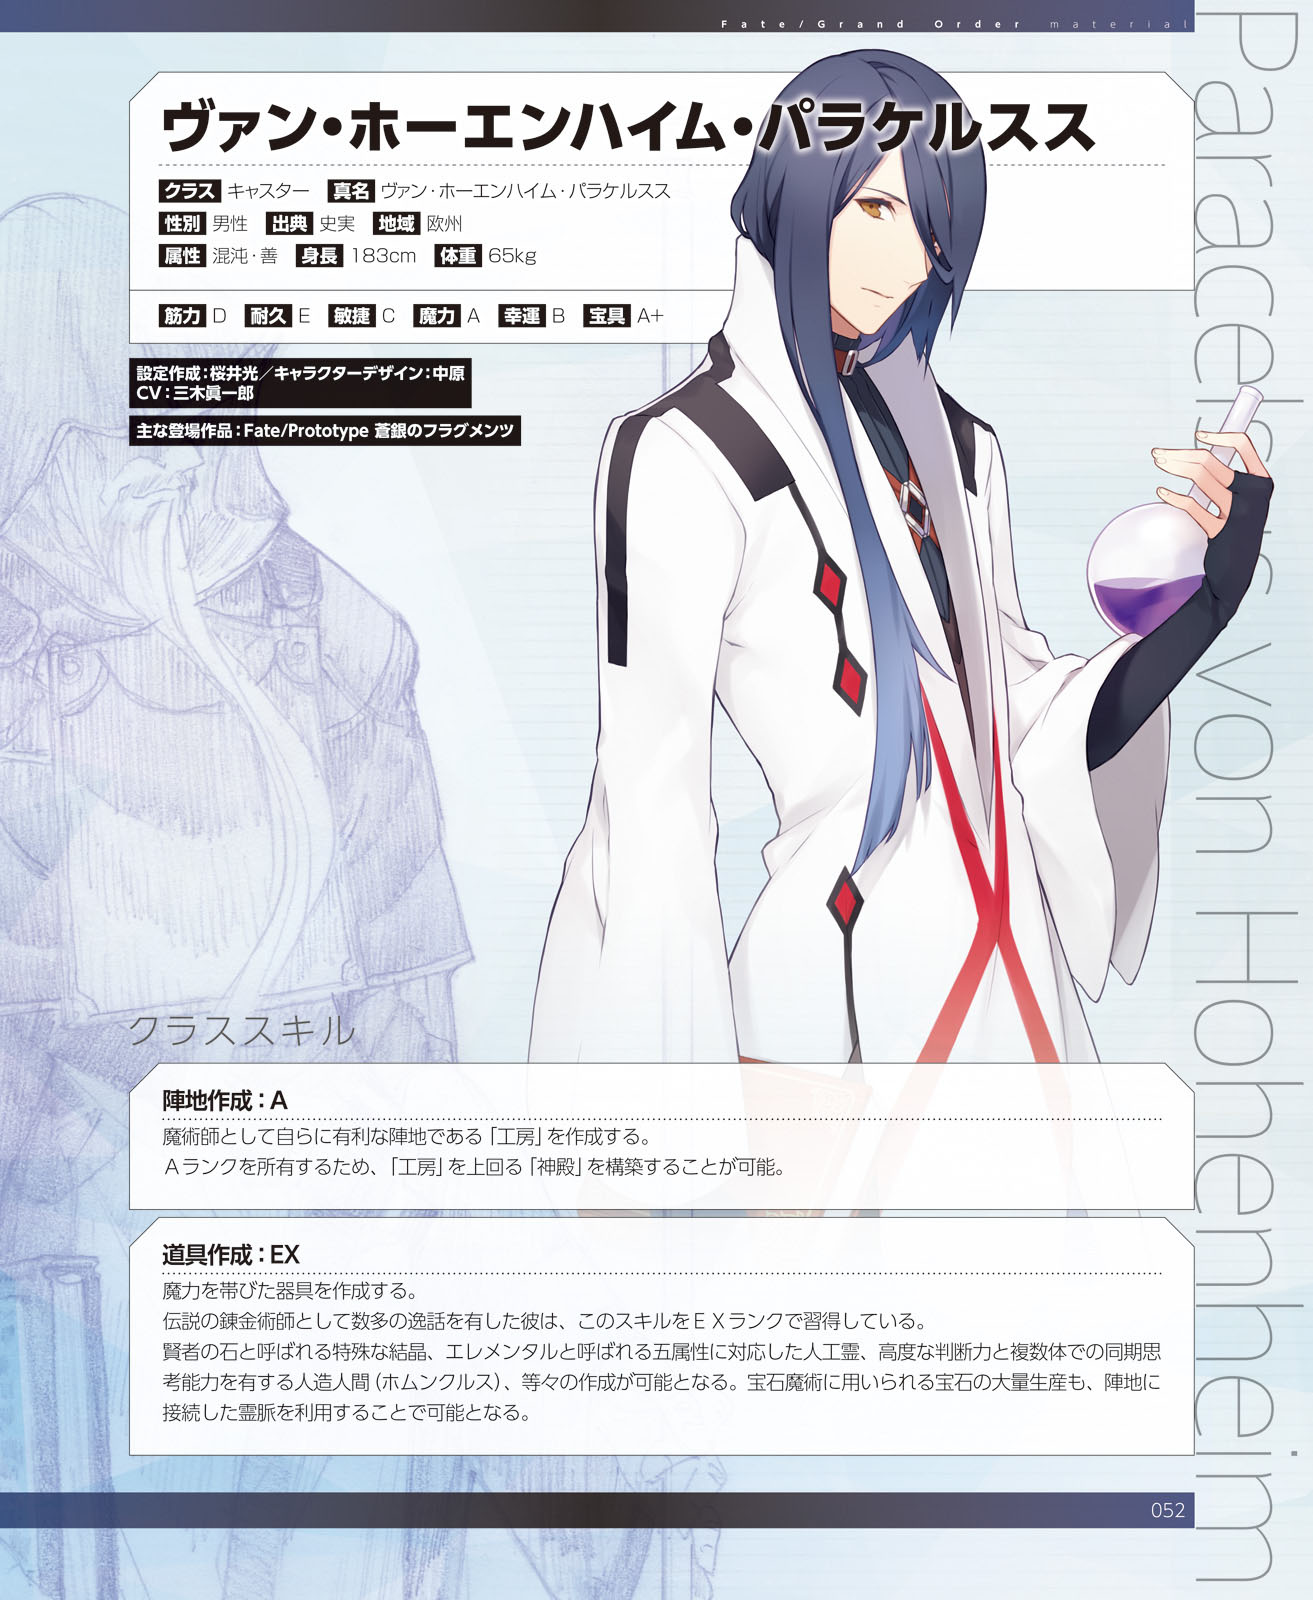 Fate/Grand Order material
ヴァン・ホーエンハイム・パラケルスス
クラス キャスター 真名 ヴァン・ホーエンハイム・パラケルスス
性別 男性 出典 史実 地域 欧州
属性 混沌・善 身長 183cm 体重 65kg
筋力 D 耐久 E 敏捷 C 魔力 A 幸運 B 宝具 A+
設定作成：桜井光／キャラクターデザイン：中原
CV：三木眞一郎
主な登場作品：Fate/Prototype 蒼銀のフラグメンツ
Paracelsus von Hohenheim
クラススキル
陣地作成：A
魔術師として自らに有利な陣地である「工房」を作成する。
Ａランクを所有するため、「工房」を上回る「神殿」を構築することが可能。
道具作成：EX
魔力を帯びた器具を作成する。
伝説の錬金術師として数多の逸話を有した彼は、このスキルをＥＸランクで習得している。
賢者の石と呼ばれる特殊な結晶、エレメンタルと呼ばれる五属性に対応した人工霊、高度な判断力と複数体での同期思
考能力を有する人造人間（ホムンクルス）、等々の作成が可能となる。宝石魔術に用いられる宝石の大量生産も、陣地に
接続した霊脈を利用することで可能となる。
052